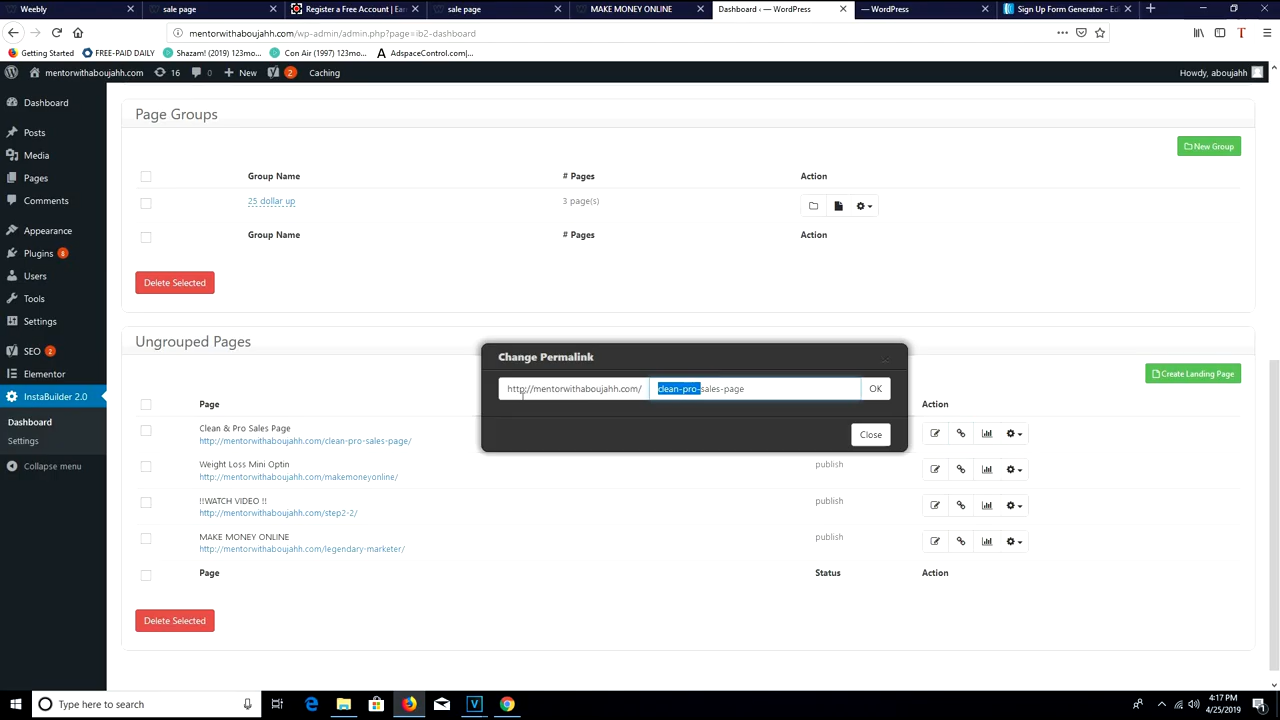 Weebly
sale page
Register a Free Account | Ear
sale page
MAKE MONEY ONLINE
Dashboard ‹ — WordPress
— WordPress
Sign Up Form Generator - Ed
mentorwithaboujahh.com/wp-admin/admin.php?page=ib2-dashboard
Getting Started
FREE-PAID DAILY
Shazam! (2019) 123mo...
Con Air (1997) 123mo...
AdspaceControl.com|...
mentorwithaboujahh.com
16
0
New
2
Caching
Howdy, aboujahh
Dashboard
Posts
Media
Pages
Comments
Appearance
Plugins 8
Users
Tools
Settings
SEO 2
Elementor
InstaBuilder 2.0
Dashboard
Settings
Collapse menu
Page Groups
New Group
Group Name # Pages Action
25 dollar up 3 page(s)
Group Name # Pages Action
Delete Selected
Ungrouped Pages
Create Landing Page
Change Permalink
http://mentorwithaboujahh.com/ clean-pro-sales-page OK
Close
Page Action
Clean & Pro Sales Page
http://mentorwithaboujahh.com/clean-pro-sales-page/
Weight Loss Mini Optin publish
http://mentorwithaboujahh.com/makemoneyonline/
!!WATCH VIDEO !! publish
http://mentorwithaboujahh.com/step2-2/
MAKE MONEY ONLINE publish
http://mentorwithaboujahh.com/legendary-marketer/
Page Status Action
Delete Selected
Type here to search
4:17 PM
4/25/2019